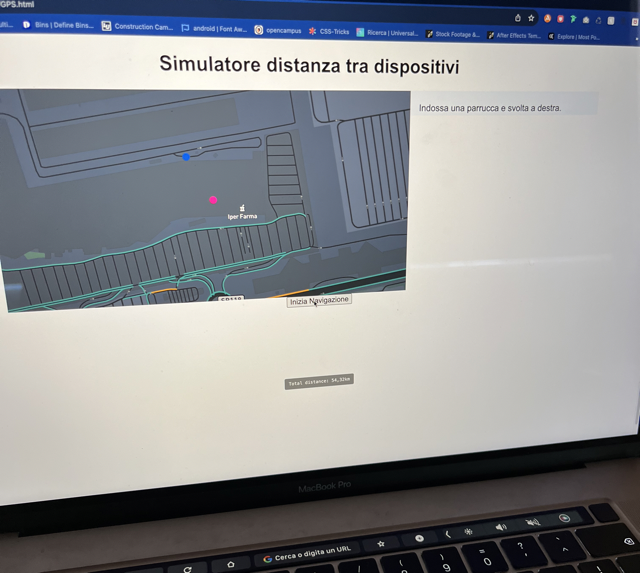 GPS.html
Bins | Define Bins...
Construction Cam...
android | Font Aw...
opencampus
CSS-Tricks
Ricerca | Universal...
Stock Footage &...
After Effects Tem...
Explore | Most Po...
Simulatore distanza tra dispositivi
Indossa una parrucca e svolta a destra.
Iper Farma
Inizia Navigazione
Total distance: 54,32km
MacBook Pro
Cerca o digita un URL